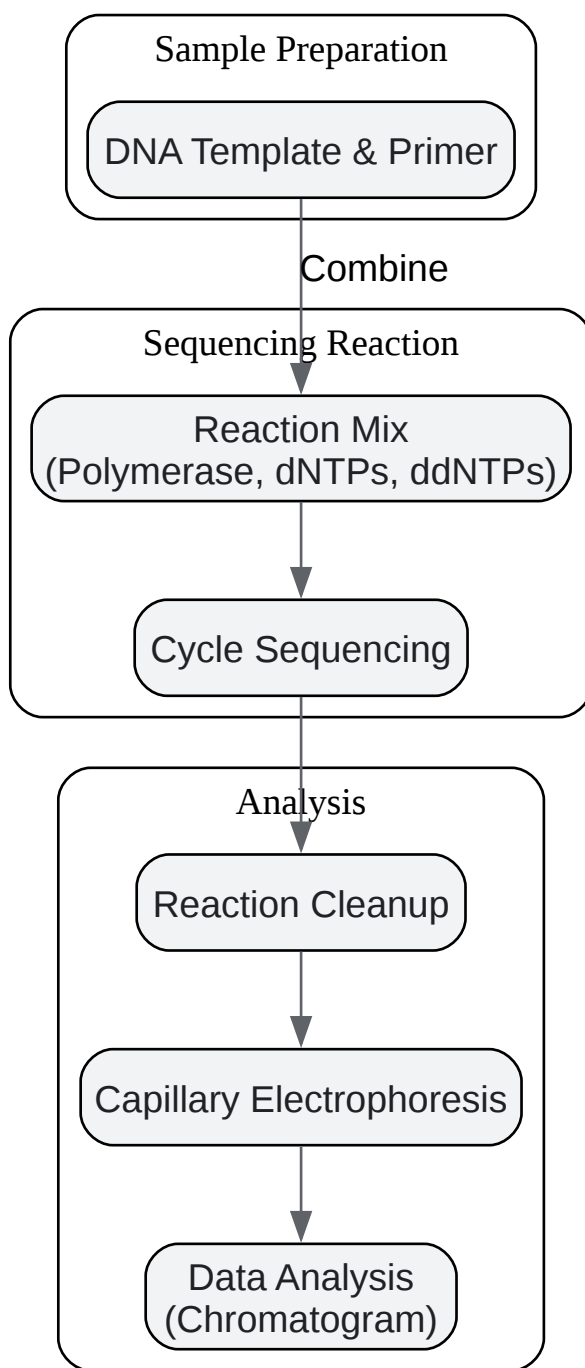 Sample Preparation
DNA Template & Primer
Combine
Sequencing Reaction
Reaction Mix
(Polymerase, dNTPs, ddNTPs)
Cycle Sequencing
Analysis
Reaction Cleanup
Capillary Electrophoresis
Data Analysis
(Chromatogram)